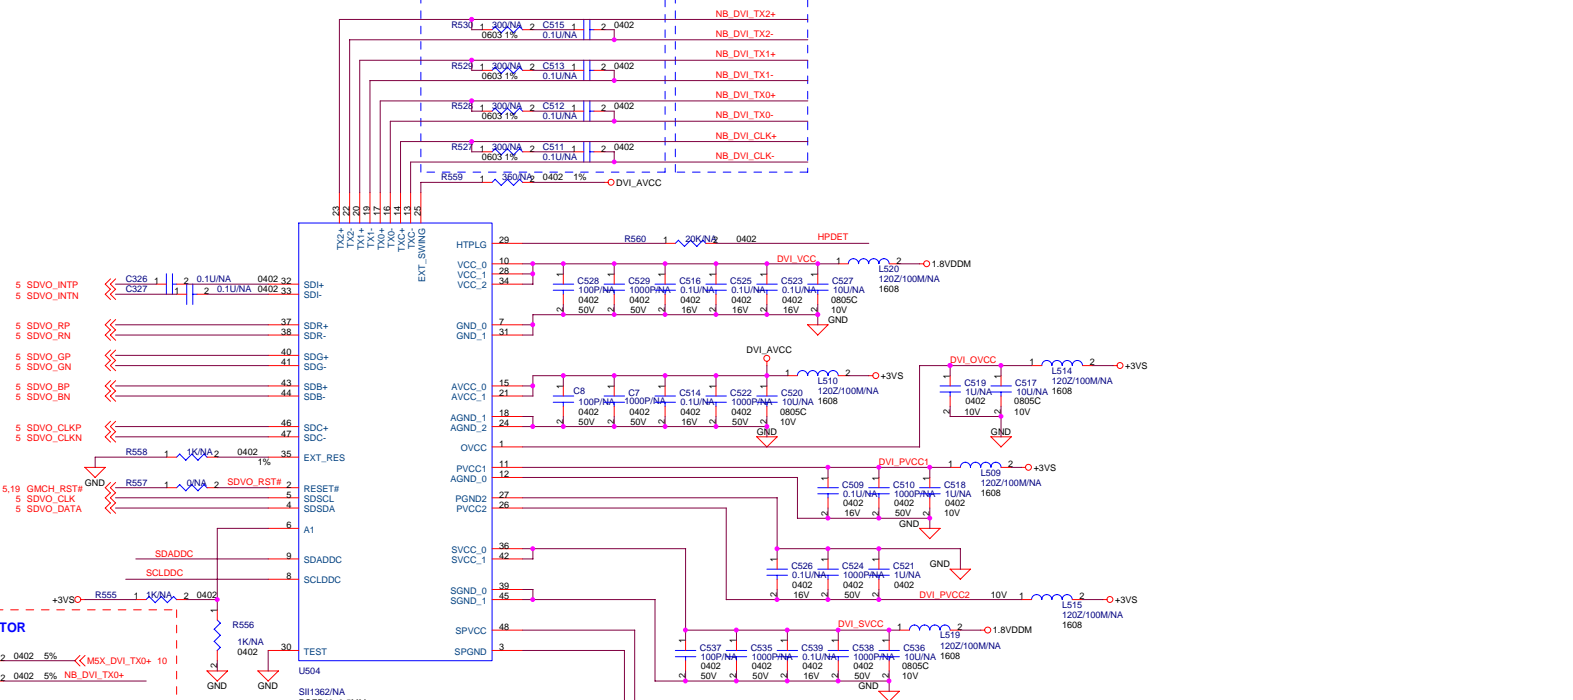 NB_DVI_TX2+
R530 1 300/NA 2 C515 1 2 0402
0603 1% 0.1U/NA
NB_DVI_TX2-
NB_DVI_TX1+
R529 1 300/NA 2 C513 1 2 0402
0603 1% 0.1U/NA
NB_DVI_TX1-
NB_DVI_TX0+
R528 1 300/NA 2 C512 1 2 0402
0603 1% 0.1U/NA
NB_DVI_TX0-
NB_DVI_CLK+
R527 1 300/NA 2 C511 1 2 0402
0603 1% 0.1U/NA
NB_DVI_CLK-
R559 1 360/NA 2 0402 1% DVI_AVCC
23 22 20 19 17 16 14 13 25
TX2+ TX2- TX1+ TX1- TX0+ TX0- TXC+ TXC- EXT_SWING
HTPLG 29 R560 1 20K/NA 2 0402 HPDET
VCC_0 10 DVI_VCC 1 L520 2 1.8VDDM
120Z/100M/NA
1608
VCC_1 28
VCC_2 34
C528 C529 C516 C525 C523 C527
100P/NA 1000P/NA 0.1U/NA 0.1U/NA 0.1U/NA 10U/NA
0402 0402 0402 0402 0402 0805C
50V 50V 16V 16V 16V 10V
GND
GND_0 7
GND_1 31
5 SDVO_INTP C326 1 2 0.1U/NA 0402 32 SDI+
5 SDVO_INTN C327 1 2 0.1U/NA 0402 33 SDI-
5 SDVO_RP 37 SDR+
5 SDVO_RN 38 SDR-
5 SDVO_GP 40 SDG+
5 SDVO_GN 41 SDG-
5 SDVO_BP 43 SDB+
5 SDVO_BN 44 SDB-
5 SDVO_CLKP 46 SDC+
5 SDVO_CLKN 47 SDC-
DVI_AVCC
AVCC_0 15 1 L510 2 +3VS
120Z/100M/NA
1608
AVCC_1 21
C8 C7 C514 C522 C520
100P/NA 1000P/NA 0.1U/NA 1000P/NA 10U/NA
0402 0402 0402 0402 0805C
50V 50V 16V 50V 10V
AGND_1 18
AGND_2 24
GND
DVI_OVCC 1 L514 2 +3VS
120Z/100M/NA
1608
C519 C517
1U/NA 10U/NA
0402 0805C
10V 10V
GND
OVCC 1
R558 1 1K/NA 2 0402 1% 35 EXT_RES
GND
PVCC1 11 DVI_PVCC1 1 L509 2 +3VS
120Z/100M/NA
1608
AGND_0 12
C509 C510 C518
0.1U/NA 1000P/NA 1U/NA
0402 0402 0402
16V 50V 10V
GND
5,19 GMCH_RST# R557 1 0/NA 2 SDVO_RST# 2 RESET#
5 SDVO_CLK 5 SDSCL
5 SDVO_DATA 4 SDSDA
PGND2 27
PVCC2 26
6 A1
SVCC_0 36
SVCC_1 42
SDADDC 9 SDADDC
SCLDDC 8 SCLDDC
C526 C524 C521
0.1U/NA 1000P/NA 1U/NA
0402 0402 0402
16V 50V
GND
DVI_PVCC2 10V 1 L515 2 +3VS
120Z/100M/NA
1608
SGND_0 39
SGND_1 45
+3VS R555 1 1K/NA 2 0402
1 R556
1K/NA
0402
2
GND
SPVCC 48
SPGND 3
30 TEST
GND
DVI_SVCC 1 L519 2 1.8VDDM
120Z/100M/NA
1608
C537 C535 C539 C538 C536
100P/NA 1000P/NA 0.1U/NA 1000P/NA 10U/NA
0402 0402 0402 0402 0805C
50V 50V 16V 50V 10V
GND
TOR
2 0402 5% M5X_DVI_TX0+ 10
2 0402 5% NB_DVI_TX0+
U504
SII1362/NA